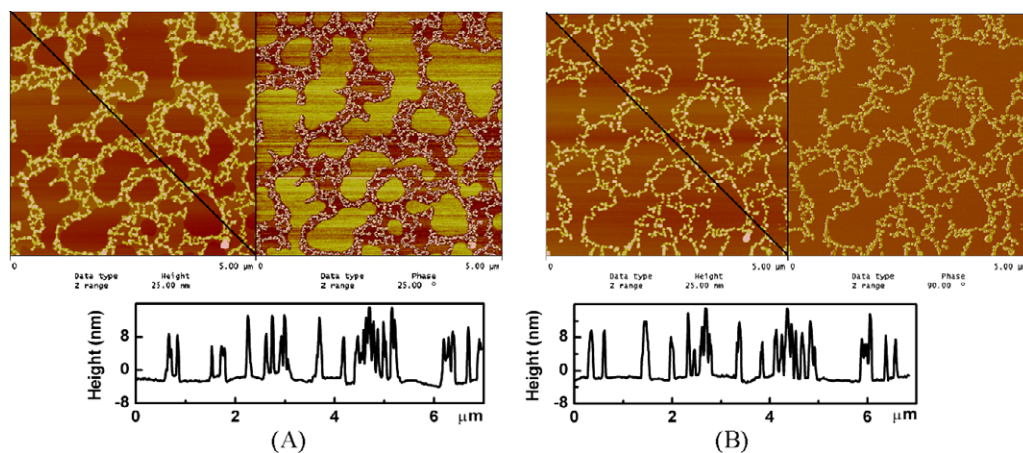 0 5.00 µm 0 5.00 µm
Data type Height Data type Phase
Z range 25.00 nm Z range 25.00 °
0 5.00 µm 0 5.00 µm
Data type Height Data type Phase
Z range 25.00 nm Z range 90.00 °
Height (nm)
8
0
-8
0 2 4 6 µm
(A)
Height (nm)
8
0
-8
0 2 4 6 µm
(B)